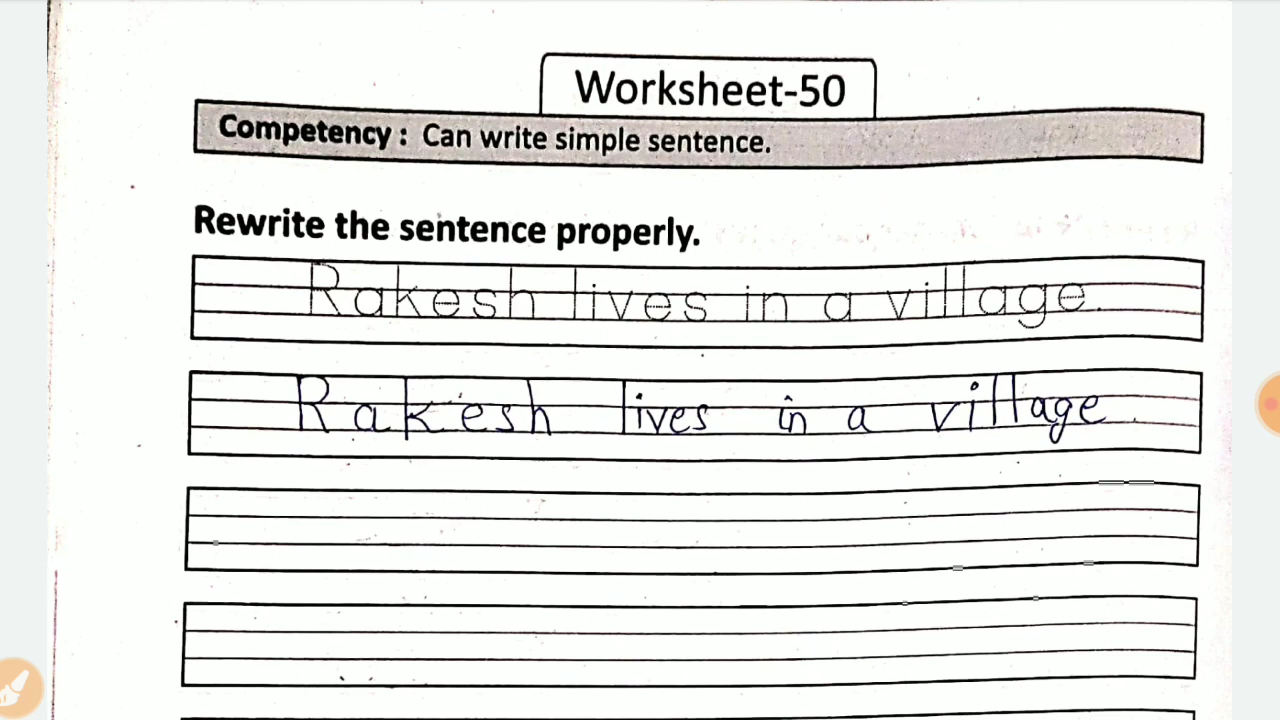 Worksheet-50
Competency : Can write simple sentence.
Rewrite the sentence properly.
Rakesh lives in a village.
Rakesh lives in a village.